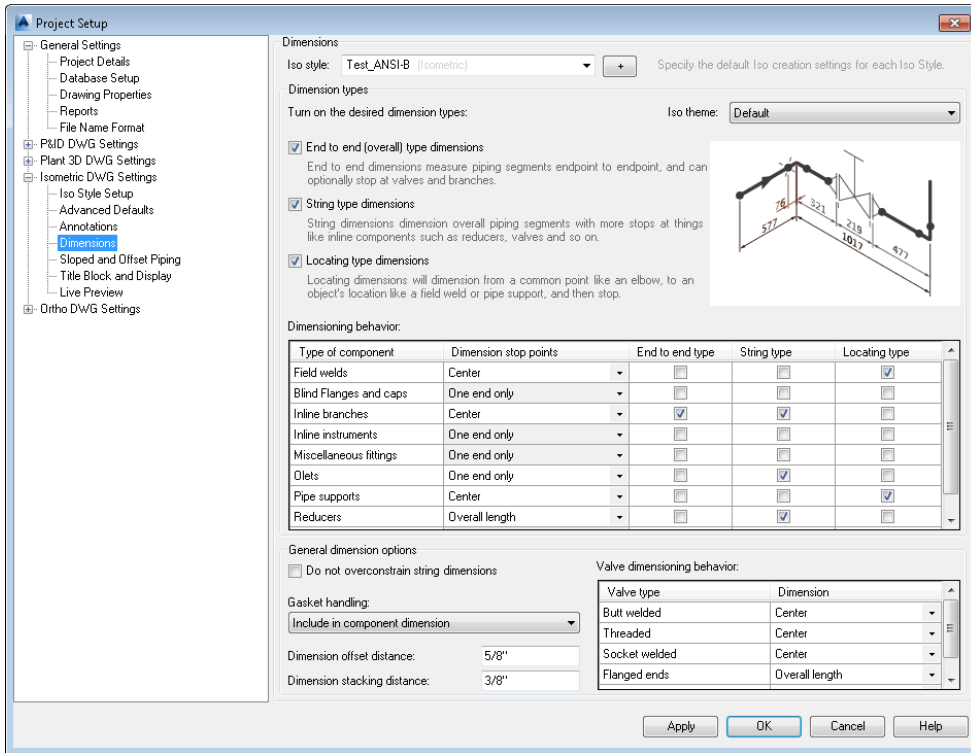 Project Setup
General Settings
Project Details
Database Setup
Drawing Properties
Reports
File Name Format
P&ID DWG Settings
Plant 3D DWG Settings
Isometric DWG Settings
Iso Style Setup
Advanced Defaults
Annotations
Dimensions
Sloped and Offset Piping
Title Block and Display
Live Preview
Ortho DWG Settings
Dimensions
Iso style: Test_ANSI-B (Isometric) + Specify the default Iso creation settings for each Iso Style.
Dimension types
Turn on the desired dimension types: Iso theme: Default
End to end (overall) type dimensions
End to end dimensions measure piping segments endpoint to endpoint, and can
optionally stop at valves and branches.
String type dimensions
String dimensions dimension overall piping segments with more stops at things
like inline components such as reducers, valves and so on.
Locating type dimensions
Locating dimensions will dimension from a common point like an elbow, to an
object's location like a field weld or pipe support, and then stop.
76
321
577
219
1017
477
Dimensioning behavior:
Type of component Dimension stop points End to end type String type Locating type
Field welds Center
Blind Flanges and caps One end only
Inline branches Center
Inline instruments One end only
Miscellaneous fittings One end only
Olets One end only
Pipe supports Center
Reducers Overall length
General dimension options
Do not overconstrain string dimensions
Gasket handling:
Include in component dimension
Dimension offset distance: 5/8"
Dimension stacking distance: 3/8"
Valve dimensioning behavior:
Valve type Dimension
Butt welded Center
Threaded Center
Socket welded Center
Flanged ends Overall length
Apply OK Cancel Help